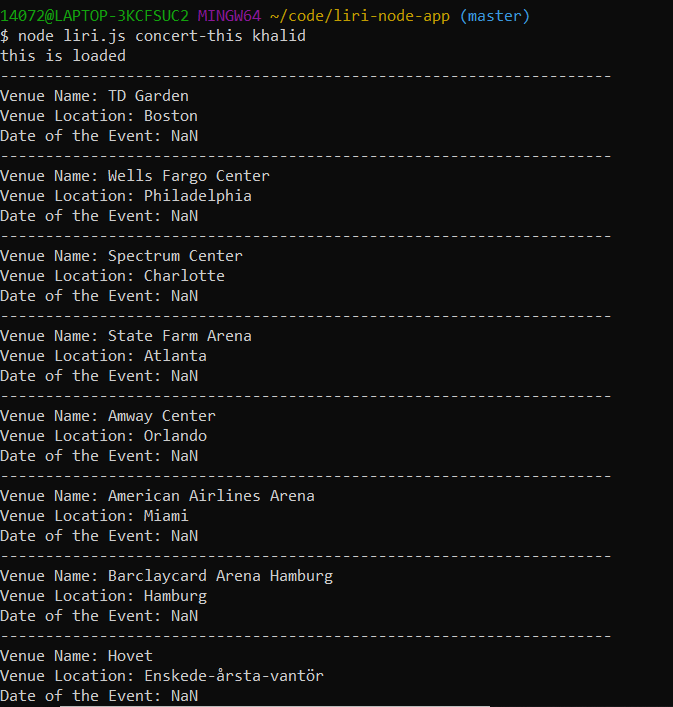 14072@LAPTOP-3KCFSUC2 MINGW64 ~/code/liri-node-app (master)
$ node liri.js concert-this khalid
this is loaded
--------------------------------------------------------------------
Venue Name: TD Garden
Venue Location: Boston
Date of the Event: NaN
--------------------------------------------------------------------
Venue Name: Wells Fargo Center
Venue Location: Philadelphia
Date of the Event: NaN
--------------------------------------------------------------------
Venue Name: Spectrum Center
Venue Location: Charlotte
Date of the Event: NaN
--------------------------------------------------------------------
Venue Name: State Farm Arena
Venue Location: Atlanta
Date of the Event: NaN
--------------------------------------------------------------------
Venue Name: Amway Center
Venue Location: Orlando
Date of the Event: NaN
--------------------------------------------------------------------
Venue Name: American Airlines Arena
Venue Location: Miami
Date of the Event: NaN
--------------------------------------------------------------------
Venue Name: Barclaycard Arena Hamburg
Venue Location: Hamburg
Date of the Event: NaN
--------------------------------------------------------------------
Venue Name: Hovet
Venue Location: Enskede-årsta-vantör
Date of the Event: NaN